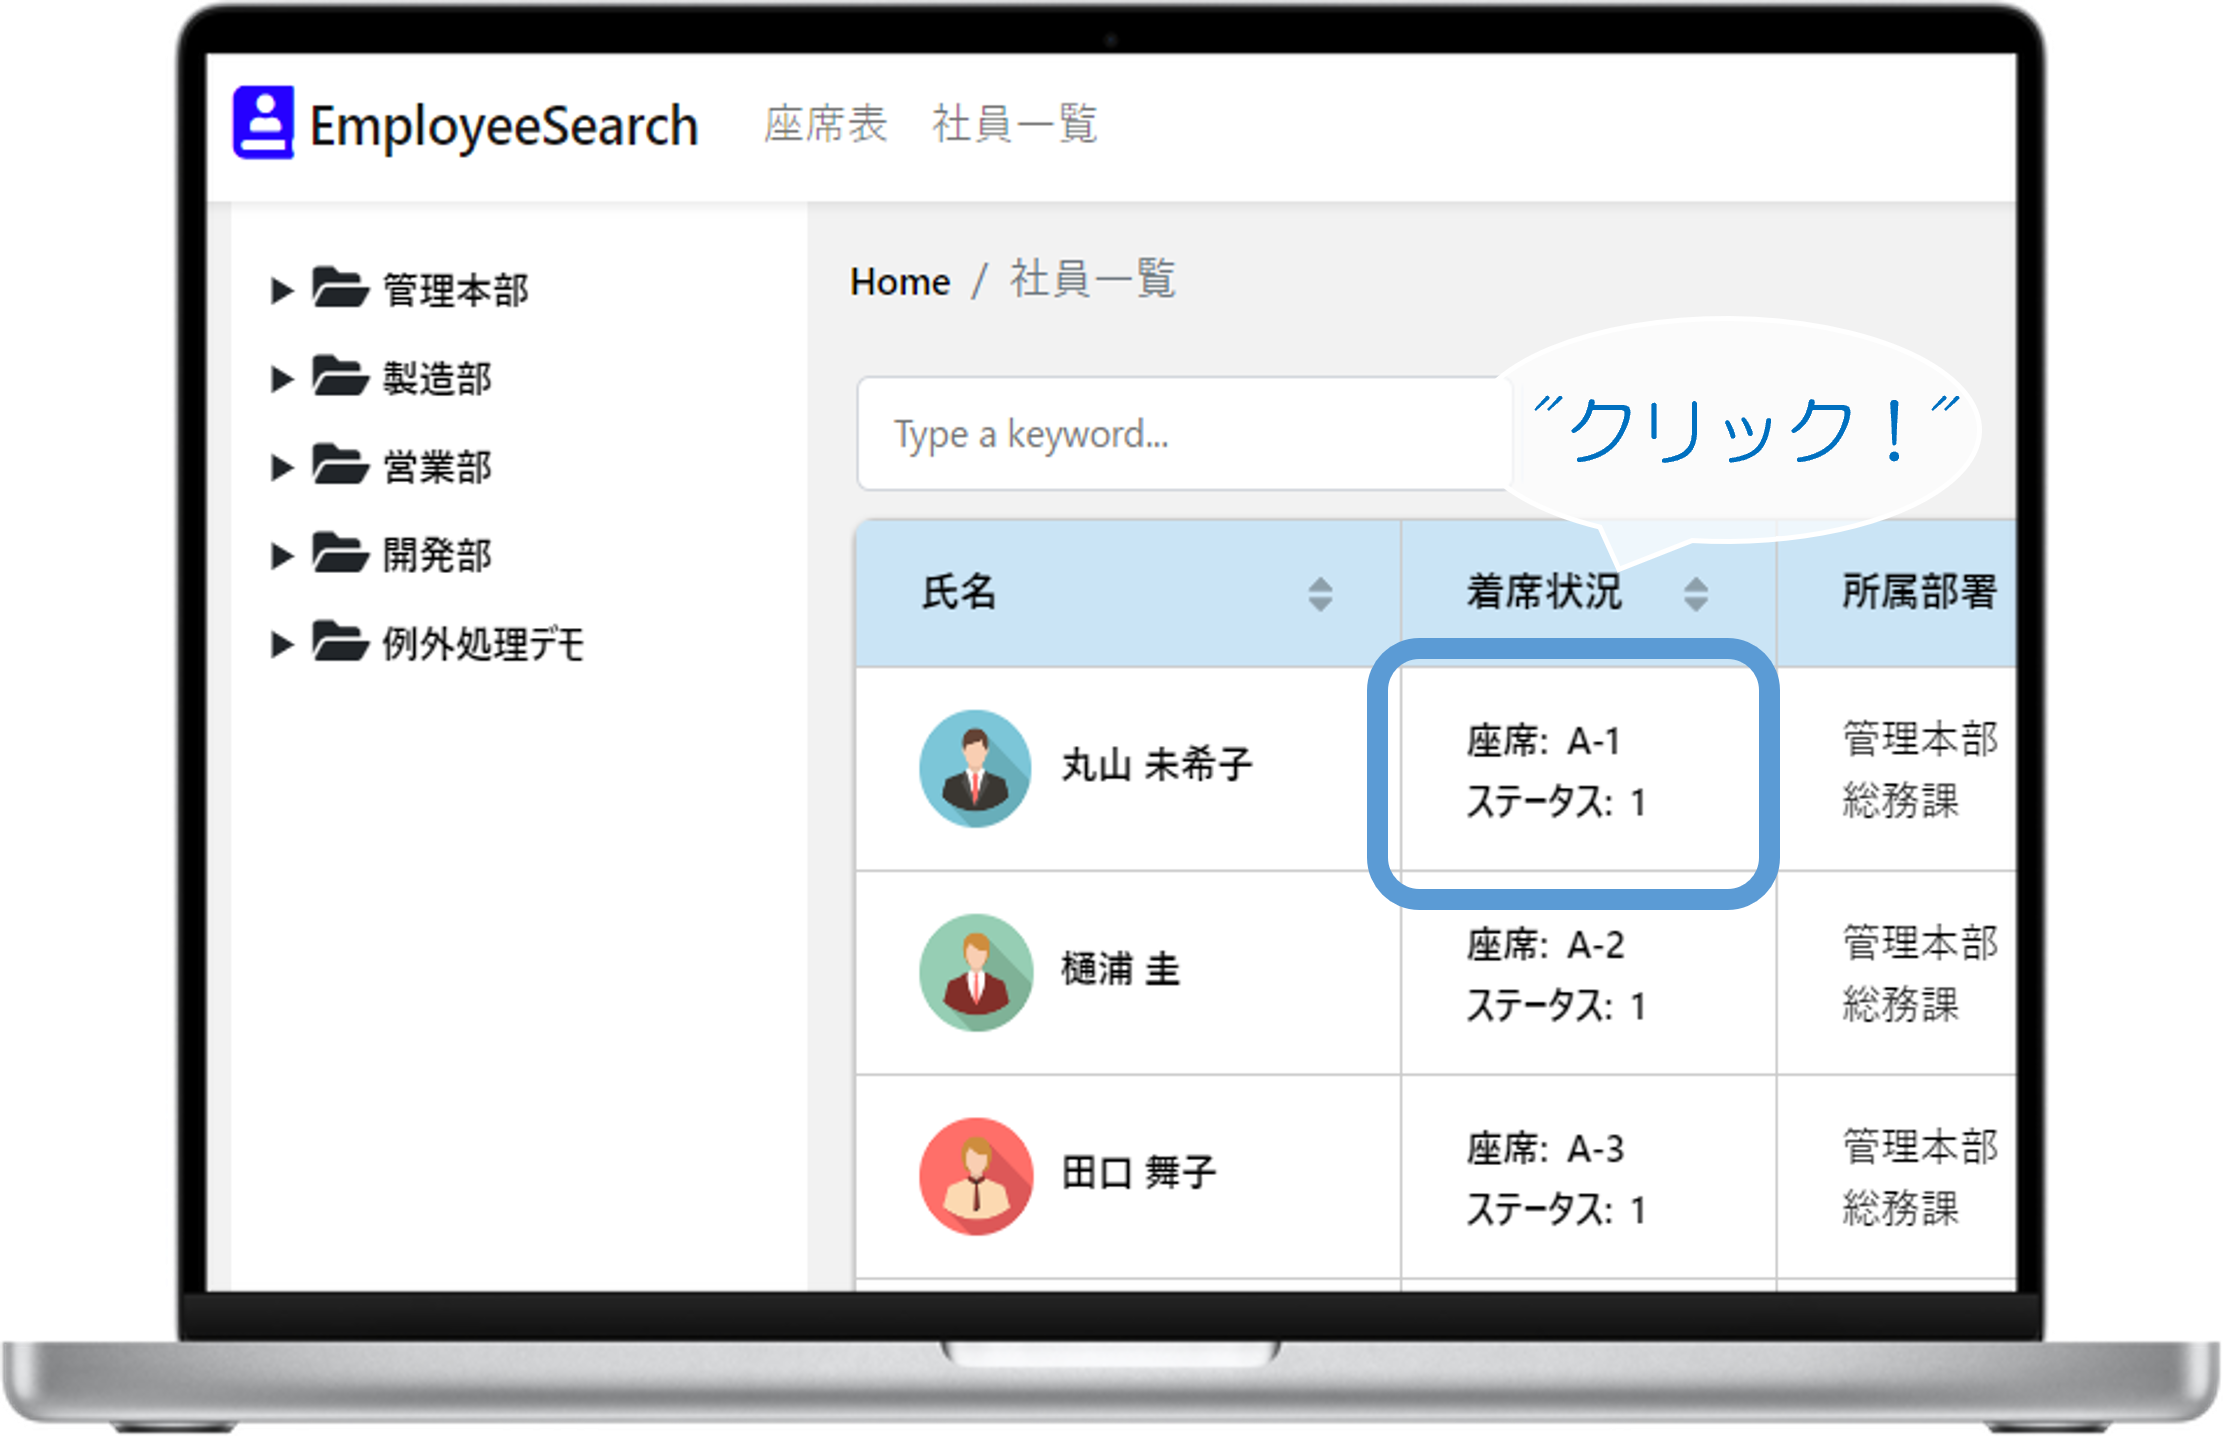 EmployeeSearch 座席表 社員一覧
管理本部
製造部
営業部
開発部
例外処理デモ
Home / 社員一覧
Type a keyword...
"クリック！"
氏名 着席状況 所属部署
丸山 未希子
座席: A-1
ステータス: 1
管理本部
総務課
樋浦 圭
座席: A-2
ステータス: 1
管理本部
総務課
田口 舞子
座席: A-3
ステータス: 1
管理本部
総務課